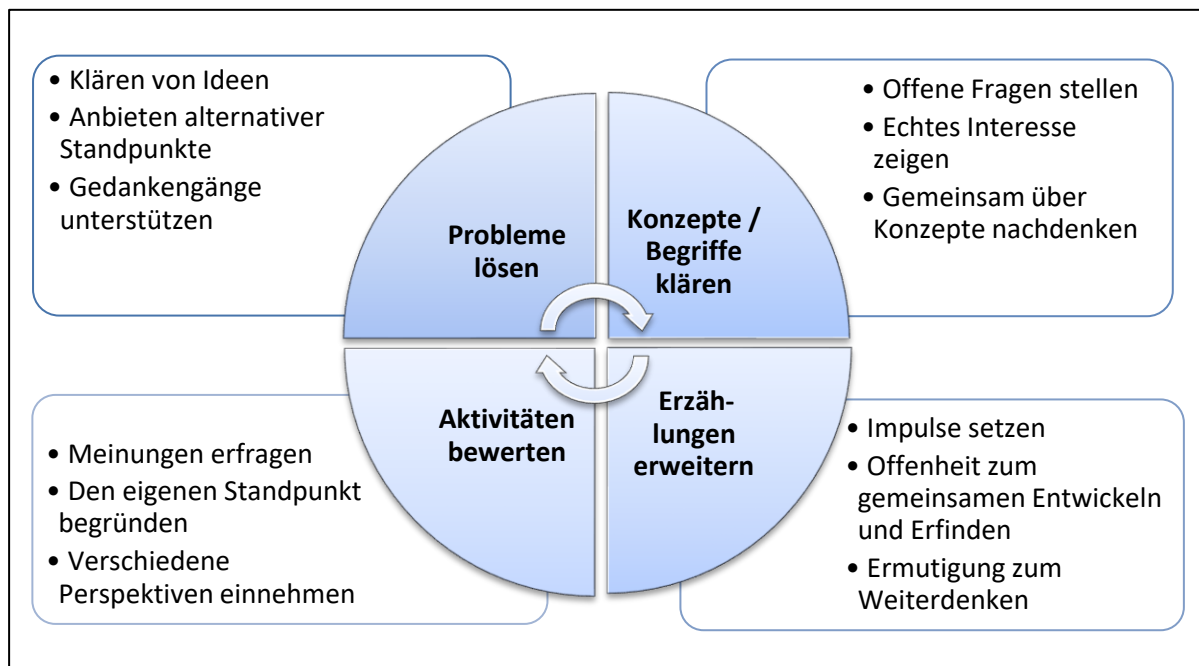 • Klären von Ideen
• Anbieten alternativer
Standpunkte
• Gedankengänge
unterstützen
• Offene Fragen stellen
• Echtes Interesse
zeigen
• Gemeinsam über
Konzepte nachdenken
Probleme
lösen
Konzepte /
Begriffe
klären
Aktivitäten
bewerten
Erzäh-
lungen
erweitern
• Meinungen erfragen
• Den eigenen Standpunkt
begründen
• Verschiedene
Perspektiven einnehmen
• Impulse setzen
• Offenheit zum
gemeinsamen Entwickeln
und Erfinden
• Ermutigung zum
Weiterdenken